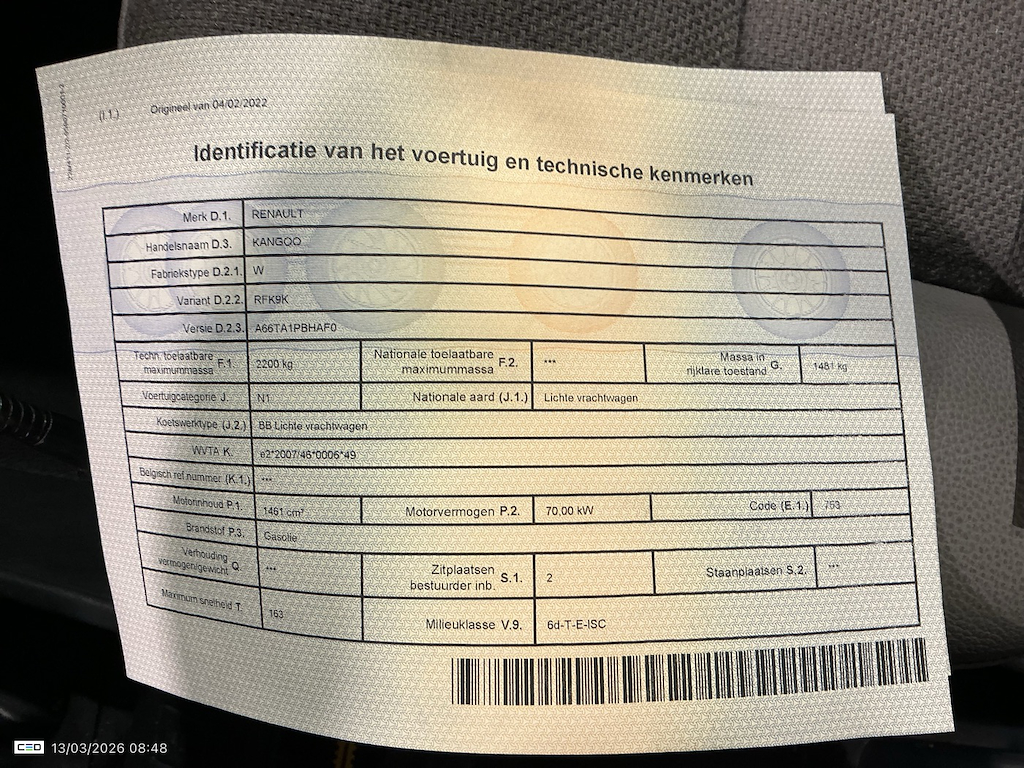 (I.1.) Origineel van 04/02/2022
Identificatie van het voertuig en technische kenmerken
Merk D.1. RENAULT
Handelsnaam D.3. KANGOO
Fabriekstype D.2.1. W
Variant D.2.2. RFK9K
Versie D.2.3. A66TA1PBHAF0
Techn. toelaatbare maximummassa F.1. 2200 kg Nationale toelaatbare maximummassa F.2. *** Massa in rijklare toestand G. 1481 kg
Voertuigcategorie J. N1 Nationale aard (J.1.) Lichte vrachtwagen
Koetswerktype (J.2.) BB Lichte vrachtwagen
WVTA K. e2*2007/46*0006*49
Belgisch ref nummer (K.1.) ***
Motorinhoud P.1. 1461 cm³ Motorvermogen P.2. 70,00 kW Code (E.1.) 753
Brandstof P.3. Gasolie
Verhouding vermogen/gewicht Q. *** Zitplaatsen bestuurder inb. S.1. 2 Staanplaatsen S.2. ***
Maximum snelheid T. 163 Milieuklasse V.9. 6d-T-E-ISC
CEO 13/03/2026 08:48